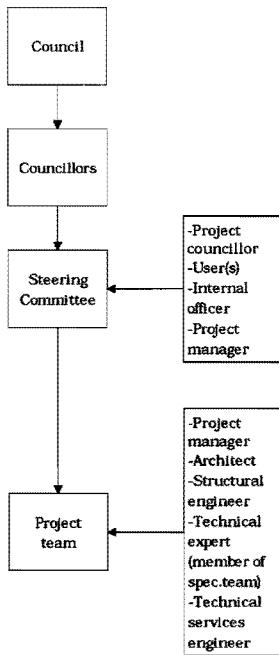 Council
Councillors
Steering
Committee
-Project
councillor
-User(s)
-Internal
officer
-Project
manager
Project
team
-Project
manager
-Architect
-Structural
engineer
-Technical
expert
(member of
spec.team)
-Technical
services
engineer